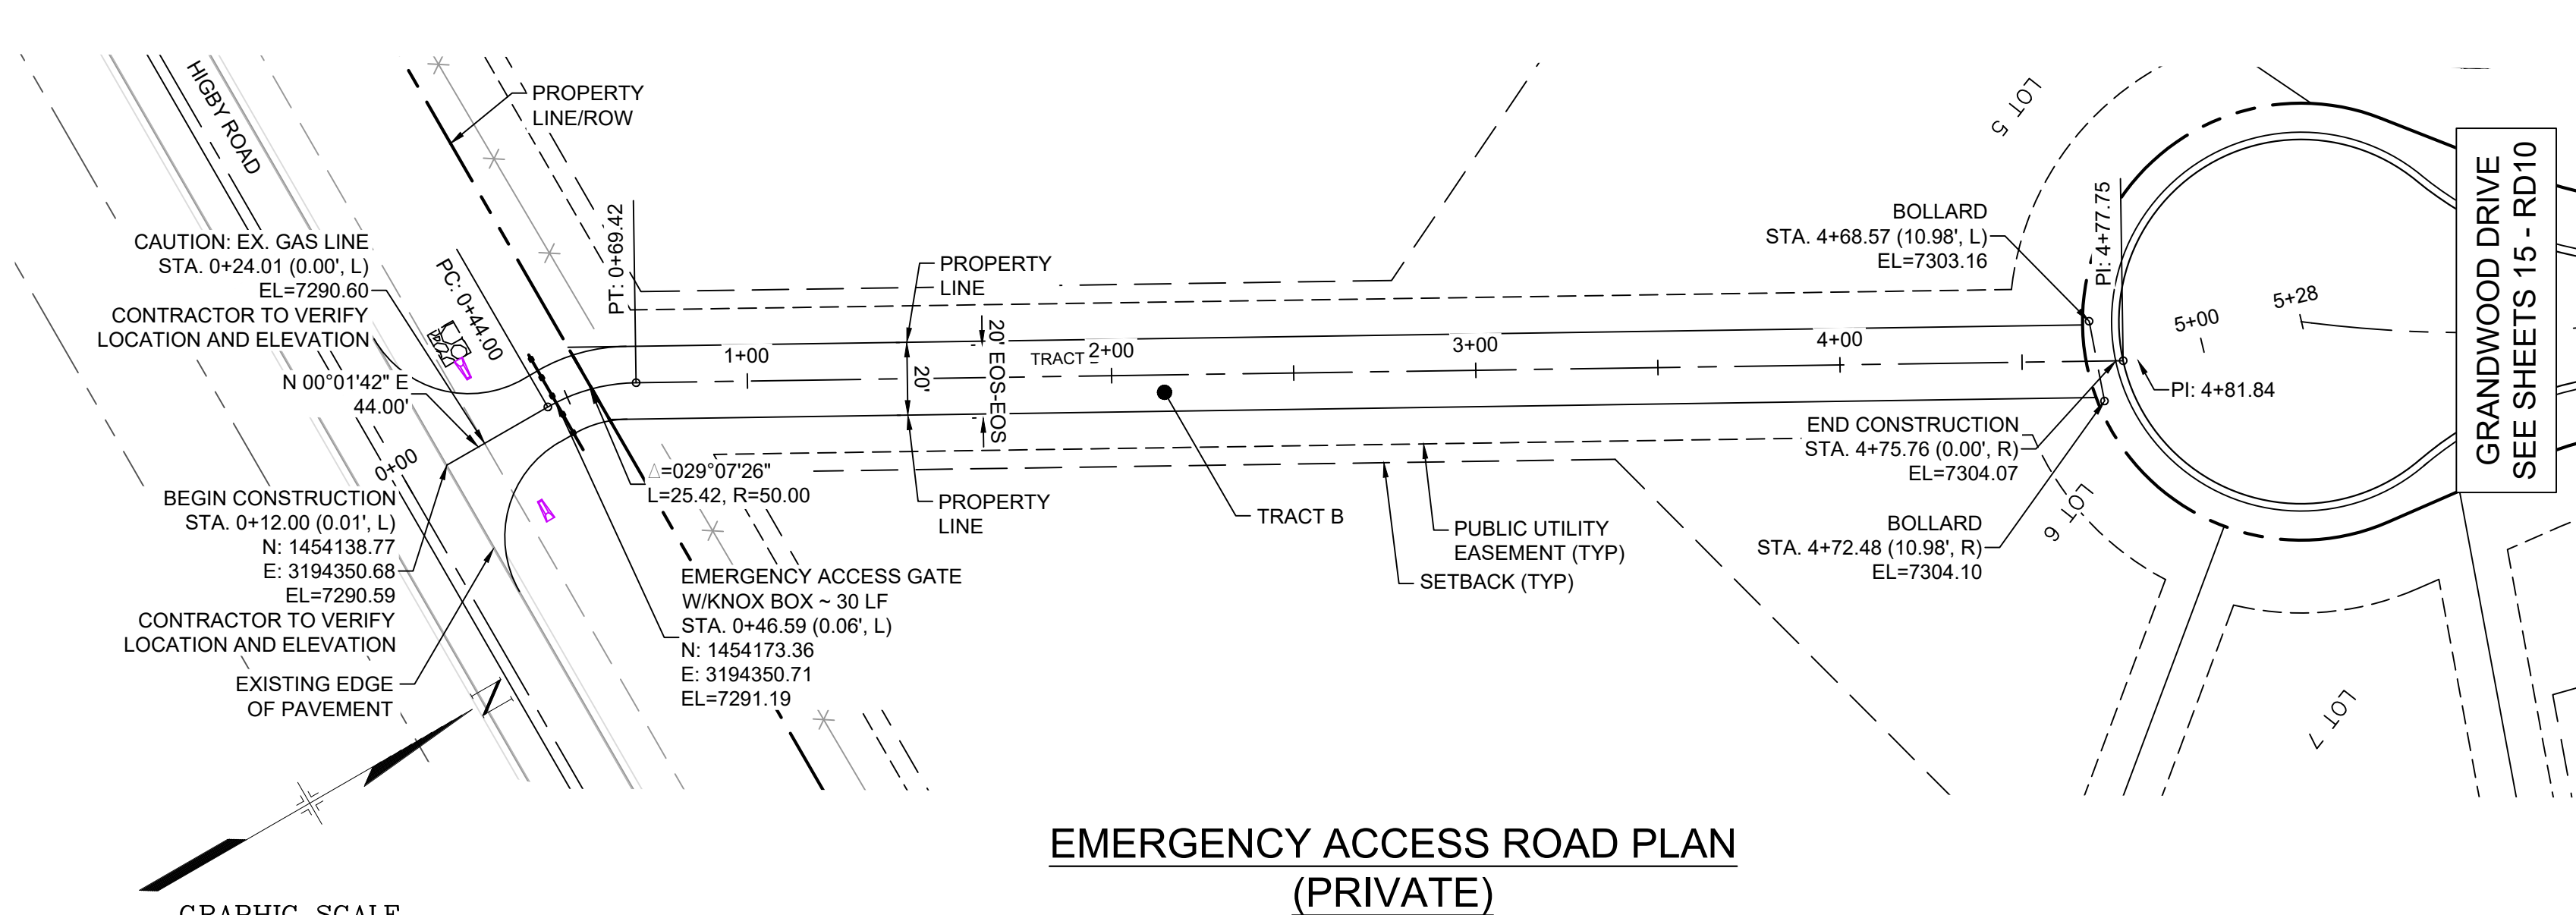 HIGBY ROAD
PROPERTY
LINE/ROW
CAUTION: EX. GAS LINE
STA. 0+24.01 (0.00', L)
EL=7290.60
CONTRACTOR TO VERIFY
LOCATION AND ELEVATION
PC: 0+44.00
PT: 0+69.42
N 00°01'42" E
44.00'
0+00
BEGIN CONSTRUCTION
STA. 0+12.00 (0.01', L)
N: 1454138.77
E: 3194350.68
EL=7290.59
CONTRACTOR TO VERIFY
LOCATION AND ELEVATION
EXISTING EDGE
OF PAVEMENT
Δ=029°07'26"
L=25.42, R=50.00
EMERGENCY ACCESS GATE
W/KNOX BOX ~ 30 LF
STA. 0+46.59 (0.06', L)
N: 1454173.36
E: 3194350.71
EL=7291.19
PROPERTY
LINE
1+00
20'
20' EOS-EOS
TRACT
2+00
3+00
4+00
PROPERTY
LINE
TRACT B
PUBLIC UTILITY
EASEMENT (TYP)
SETBACK (TYP)
BOLLARD
STA. 4+68.57 (10.98', L)
EL=7303.16
PI: 4+77.75
PI: 4+81.84
5+00
5+28
END CONSTRUCTION
STA. 4+75.76 (0.00', R)
EL=7304.07
BOLLARD
STA. 4+72.48 (10.98', R)
EL=7304.10
LOT 5
LOT 6
LOT 7
GRANDWOOD DRIVE
SEE SHEETS 15 - RD10
N
EMERGENCY ACCESS ROAD PLAN
(PRIVATE)
GRAPHIC SCALE